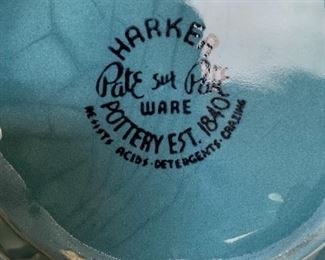 HARKER
Pate sur Pate
WARE
POTTERY EST. 1840
RESISTS ACIDS-DETERGENTS-CRAZING